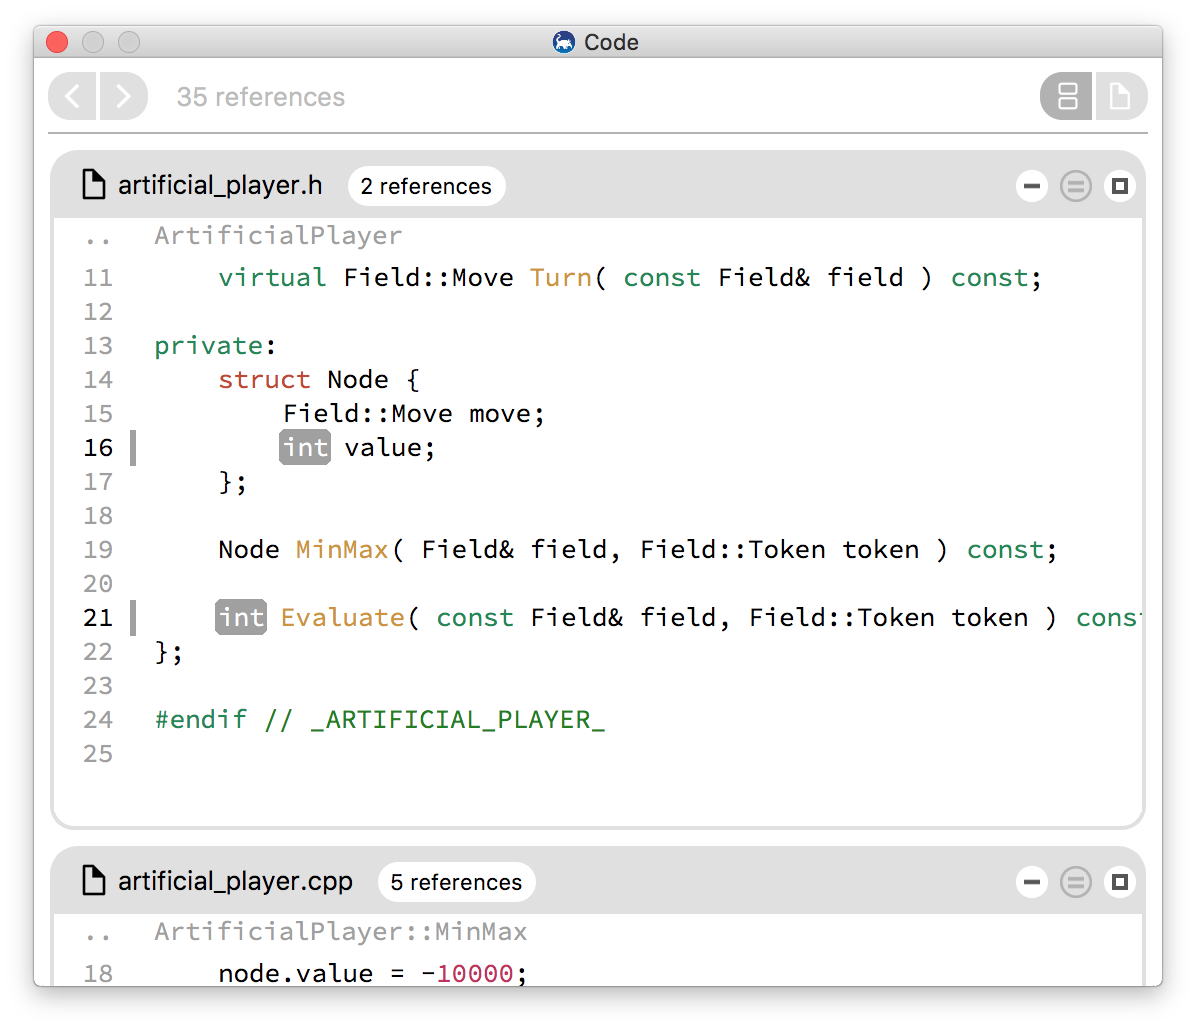 Code
35 references
artificial_player.h 2 references
.. ArtificialPlayer
11 virtual Field::Move Turn( const Field& field ) const;
12
13 private:
14 struct Node {
15 Field::Move move;
16 int value;
17 };
18
19 Node MinMax( Field& field, Field::Token token ) const;
20
21 int Evaluate( const Field& field, Field::Token token ) cons
22 };
23
24 #endif // _ARTIFICIAL_PLAYER_
25
artificial_player.cpp 5 references
.. ArtificialPlayer::MinMax
18 node.value = -10000;